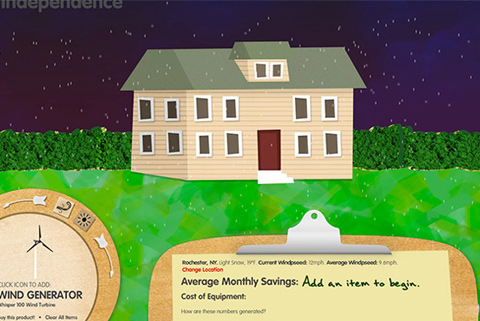 independence
CLICK ICON TO ADD:
WIND GENERATOR
Whisper 100 Wind Turbine
Buy this product! • Clear All Items
Rochester, NY. Light Snow, 19°F. Current Windspeed: 12mph. Average Windspeed: 9.6mph.
Change Location
Average Monthly Savings: Add an item to begin.
Cost of Equipment:
How are these numbers generated?